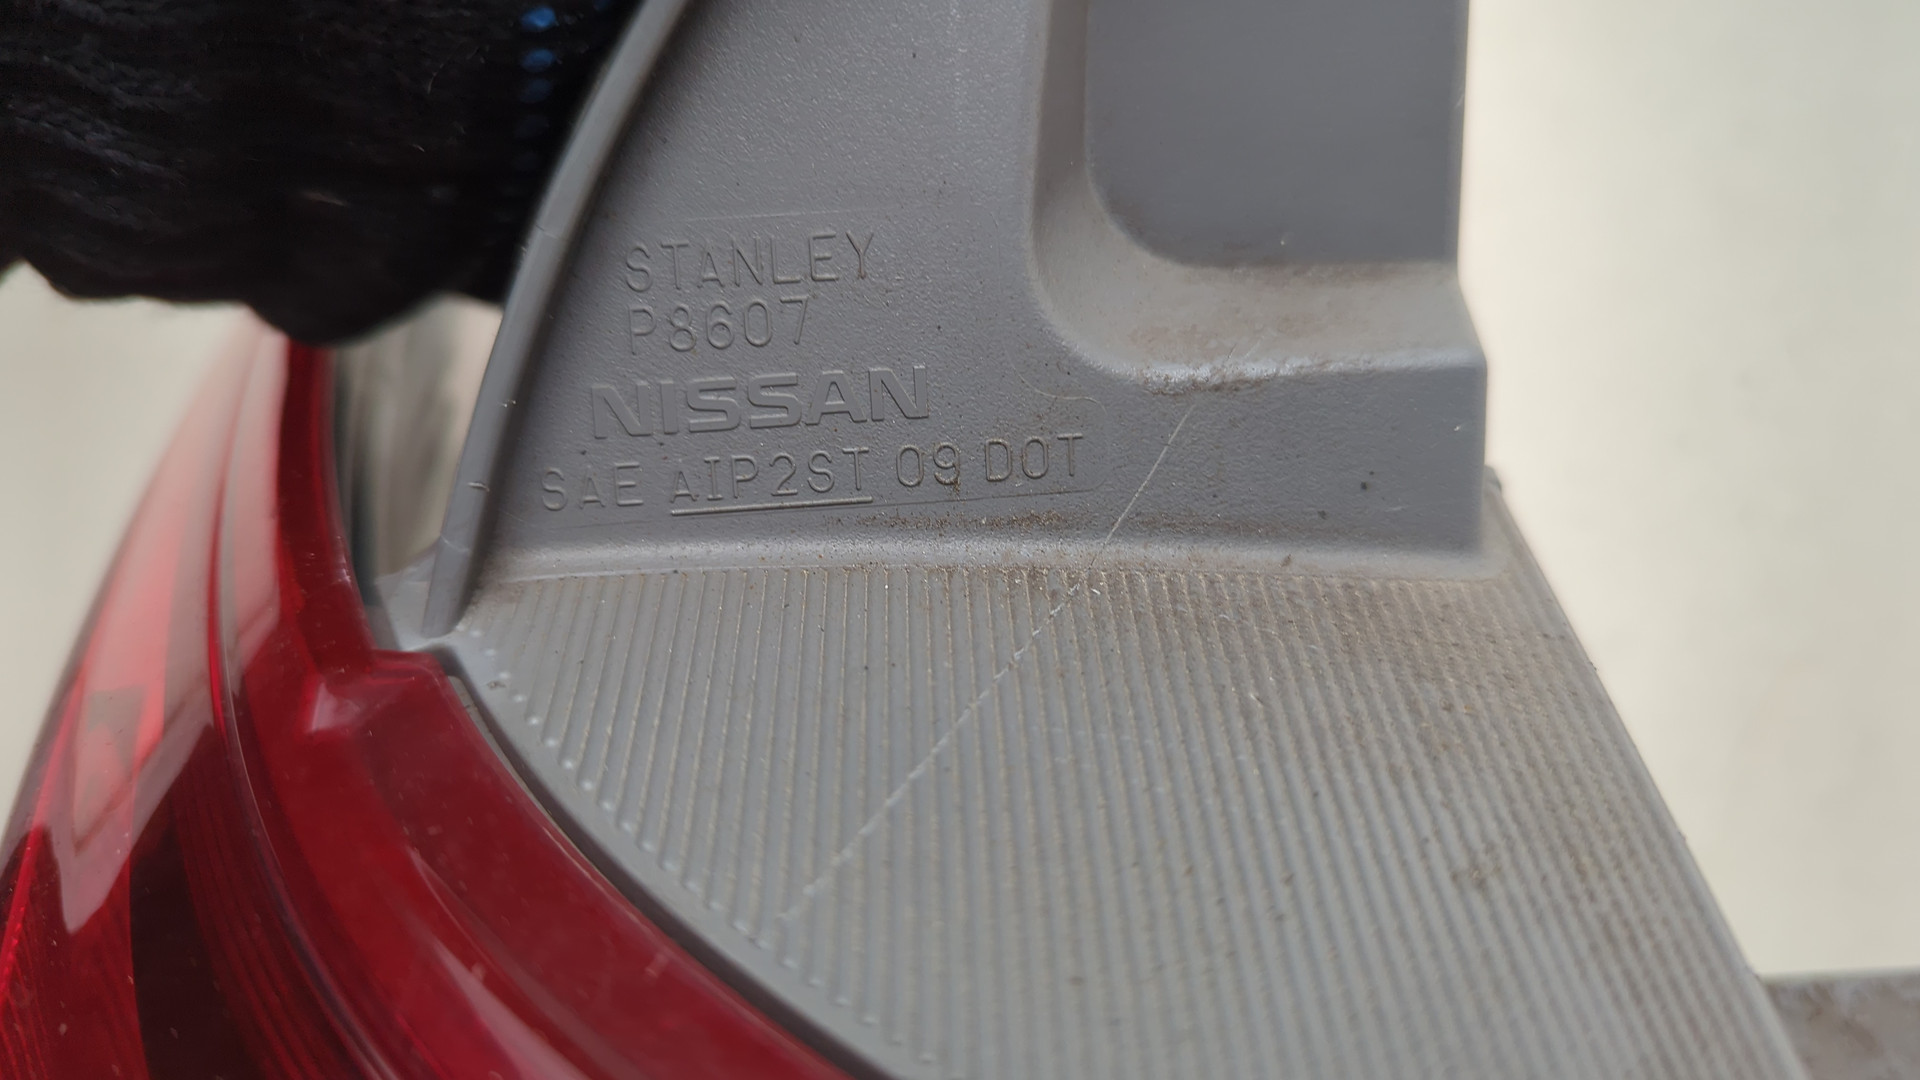 STANLEY
P8607
NISSAN
SAE AIP2ST 09 DOT